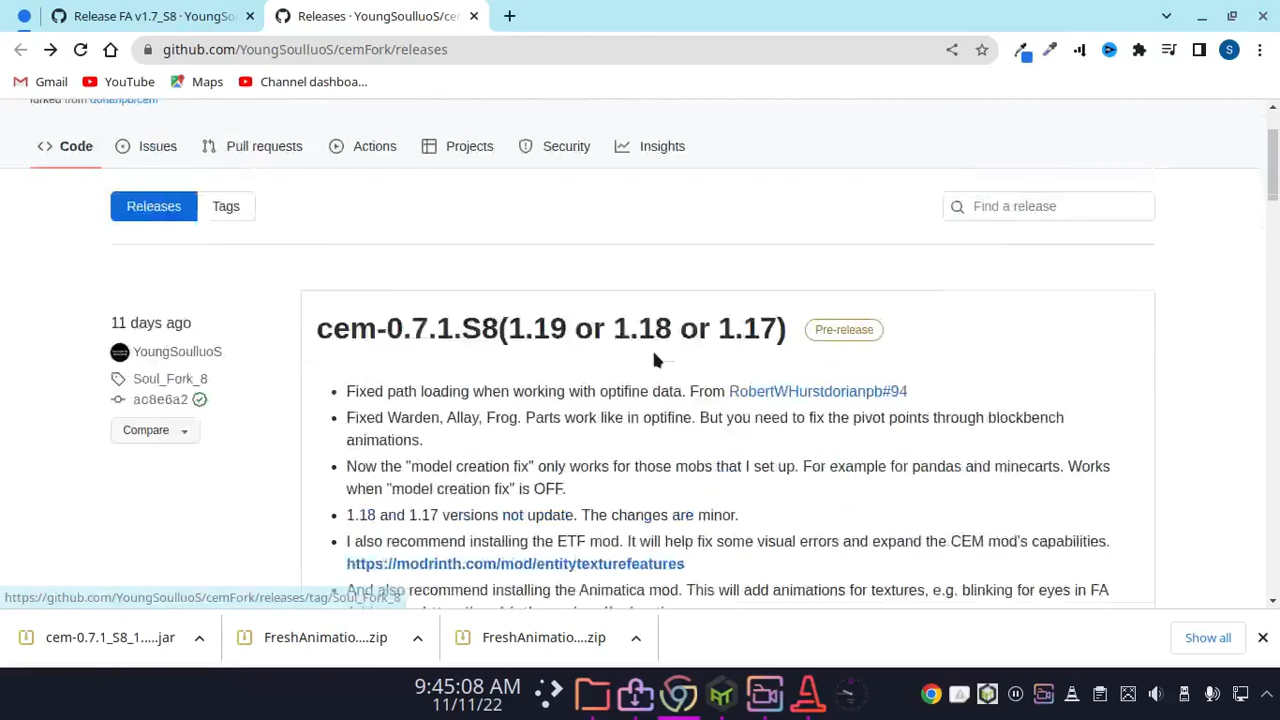 Release FA v1.7_S8 · YoungSo
Releases · YoungSoulluoS/ce
github.com/YoungSoulluoS/cemFork/releases
S
Gmail
YouTube
Maps
Channel dashboa...
forked from dorianpb/cem
Code
Issues
Pull requests
Actions
Projects
Security
Insights
Releases
Tags
Find a release
11 days ago
YoungSoulluoS
Soul_Fork_8
ac8e6a2
Compare
cem-0.7.1.S8(1.19 or 1.18 or 1.17)
Pre-release
Fixed path loading when working with optifine data. From RobertWHurstdorianpb#94
Fixed Warden, Allay, Frog. Parts work like in optifine. But you need to fix the pivot points through blockbench
animations.
Now the "model creation fix" only works for those mobs that I set up. For example for pandas and minecarts. Works
when "model creation fix" is OFF.
1.18 and 1.17 versions not update. The changes are minor.
I also recommend installing the ETF mod. It will help fix some visual errors and expand the CEM mod's capabilities.
https://modrinth.com/mod/entitytexturefeatures
And also recommend installing the Animatica mod. This will add animations for textures, e.g. blinking for eyes in FA
https://github.com/YoungSoulluoS/cemFork/releases/tag/Soul_Fork_8
cem-0.7.1_S8_1.....jar
FreshAnimatio....zip
FreshAnimatio....zip
Show all
9:45:08 AM
11/11/22